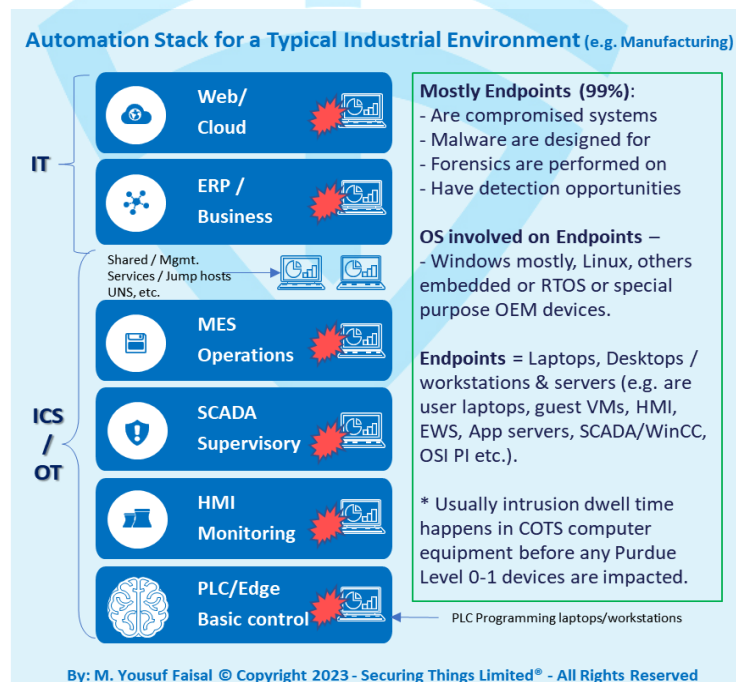 Automation Stack for a Typical Industrial Environment (e.g. Manufacturing)
IT
Web/
Cloud
ERP /
Business
Shared / Mgmt.
Services / Jump hosts
UNS, etc.
ICS
/
OT
MES
Operations
SCADA
Supervisory
HMI
Monitoring
PLC/Edge
Basic control
PLC Programming laptops/workstations
Mostly Endpoints (99%):
- Are compromised systems
- Malware are designed for
- Forensics are performed on
- Have detection opportunities
OS involved on Endpoints –
- Windows mostly, Linux, others
embedded or RTOS or special
purpose OEM devices.
Endpoints = Laptops, Desktops /
workstations & servers (e.g. are
user laptops, guest VMs, HMI,
EWS, App servers, SCADA/WinCC,
OSI PI etc.).
* Usually intrusion dwell time
happens in COTS computer
equipment before any Purdue
Level 0-1 devices are impacted.
By: M. Yousuf Faisal © Copyright 2023 - Securing Things Limited® - All Rights Reserved